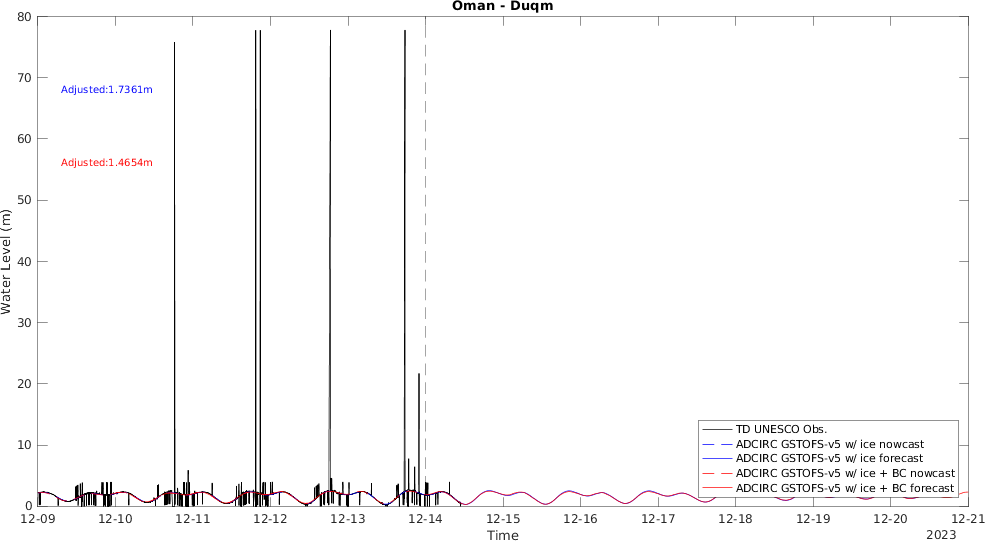 Oman - Duqm
80
70
60
50
40
30
20
10
0
Water Level (m)
Adjusted:1.7361m
Adjusted:1.4654m
TD UNESCO Obs.
ADCIRC GSTOFS-v5 w/ ice nowcast
ADCIRC GSTOFS-v5 w/ ice forecast
ADCIRC GSTOFS-v5 w/ ice + BC nowcast
ADCIRC GSTOFS-v5 w/ ice + BC forecast
12-09 12-10 12-11 12-12 12-13 12-14 12-15 12-16 12-17 12-18 12-19 12-20 12-21
Time
2023